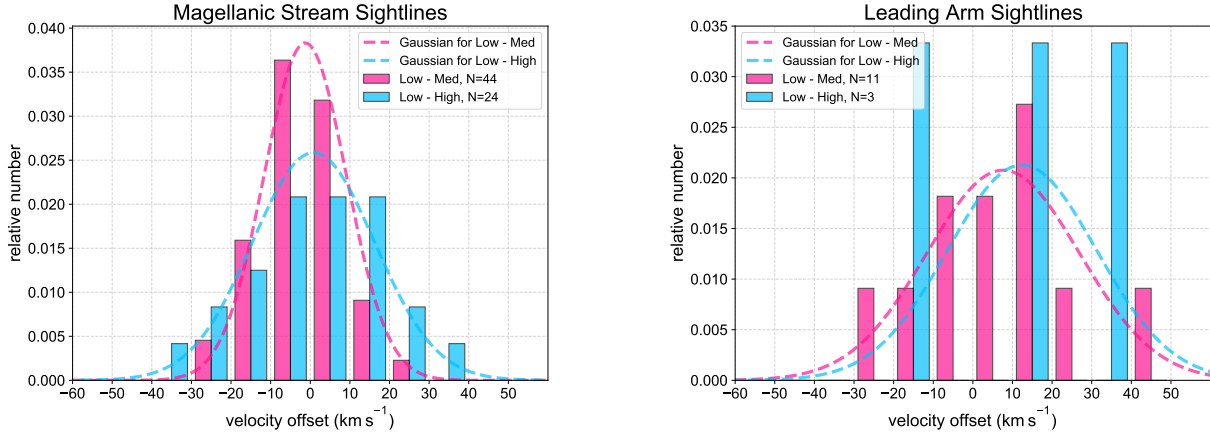 Magellanic Stream Sightlines
relative number
0.040
0.035
0.030
0.025
0.020
0.015
0.010
0.005
0.000
Gaussian for Low - Med
Gaussian for Low - High
Low - Med, N=44
Low - High, N=24
−60 −50 −40 −30 −20 −10 0 10 20 30 40 50
velocity offset (km s⁻¹)
Leading Arm Sightlines
relative number
0.035
0.030
0.025
0.020
0.015
0.010
0.005
0.000
Gaussian for Low - Med
Gaussian for Low - High
Low - Med, N=11
Low - High, N=3
−60 −50 −40 −30 −20 −10 0 10 20 30 40 50
velocity offset (km s⁻¹)